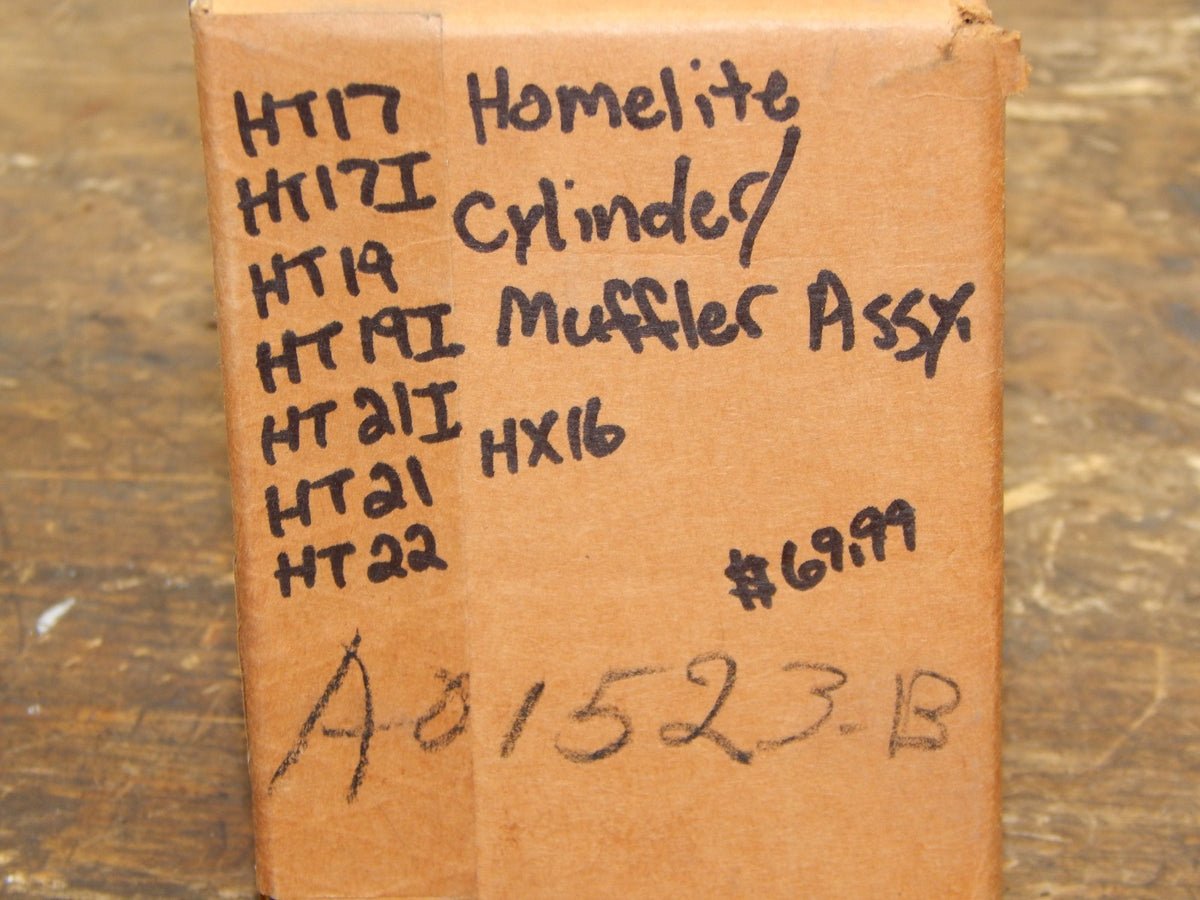 HT17
HT17I
HT19
HT19I
HT21I
HT21
HT22
Homelite
Cylinder/
Muffler Assy.
HX16
$69.99
A-01523-B